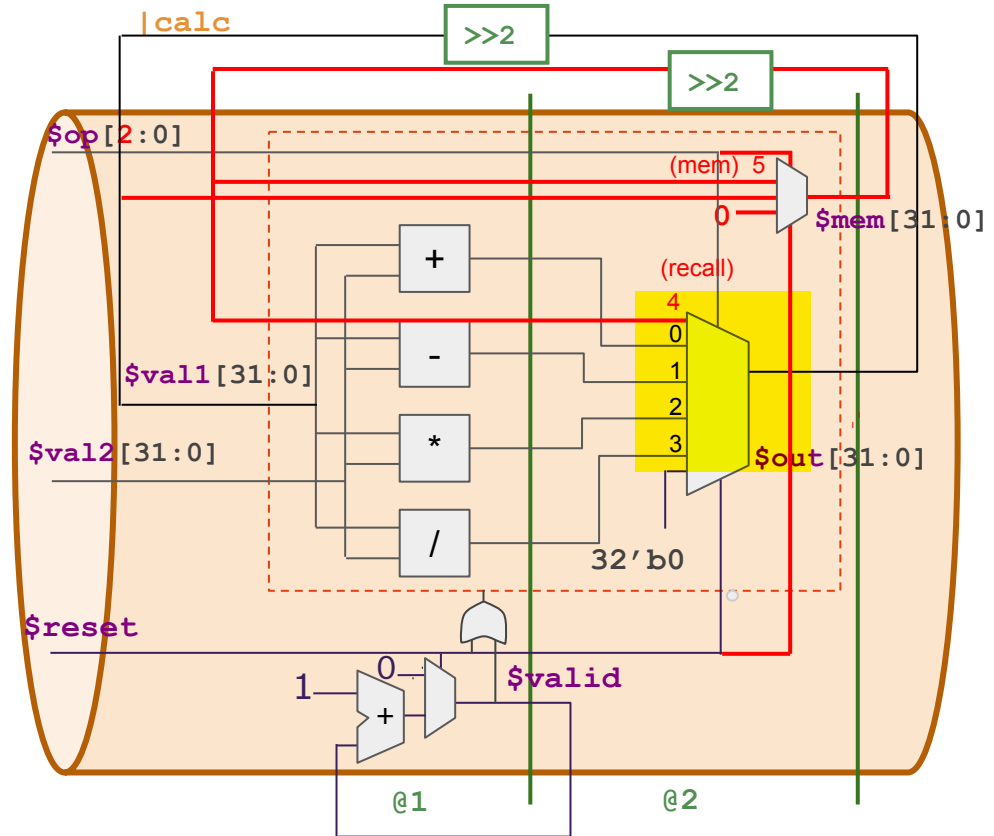 |calc
>>2
>>2
$op[2:0]
(mem) 5
0
$mem[31:0]
+
(recall)
4
0
-
1
$val1[31:0]
2
*
3
$val2[31:0]
$out[31:0]
/
32’b0
$reset
0
$valid
1
+
@1
@2